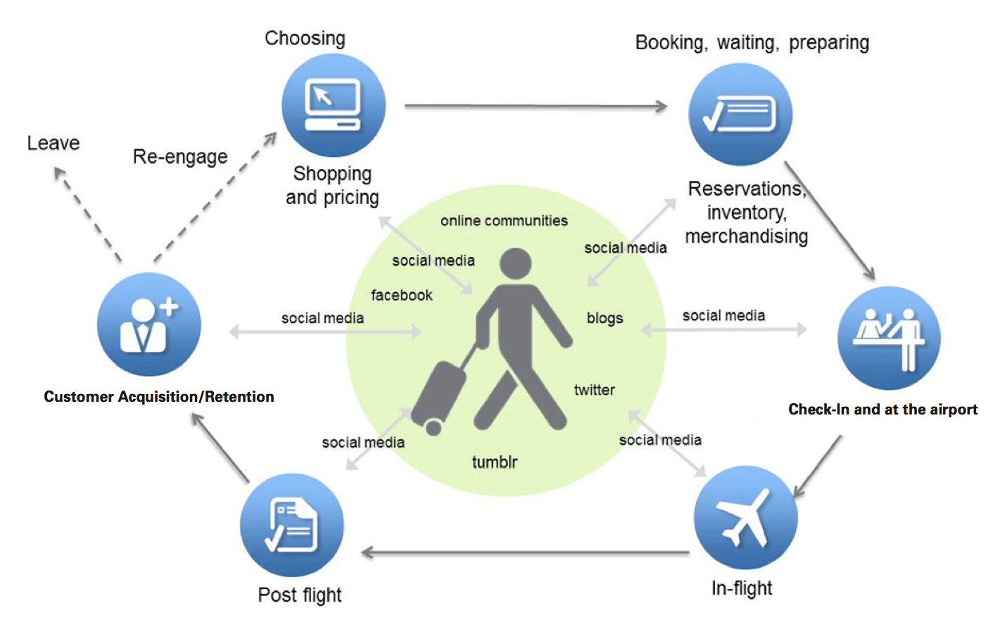 Choosing
Booking, waiting, preparing
Leave
Re-engage
Shopping
and pricing
Reservations,
inventory,
merchandising
online communities
social media
social media
facebook
social media
blogs
social media
Customer Acquisition/Retention
twitter
Check-In and at the airport
social media
social media
tumblr
Post flight
In-flight